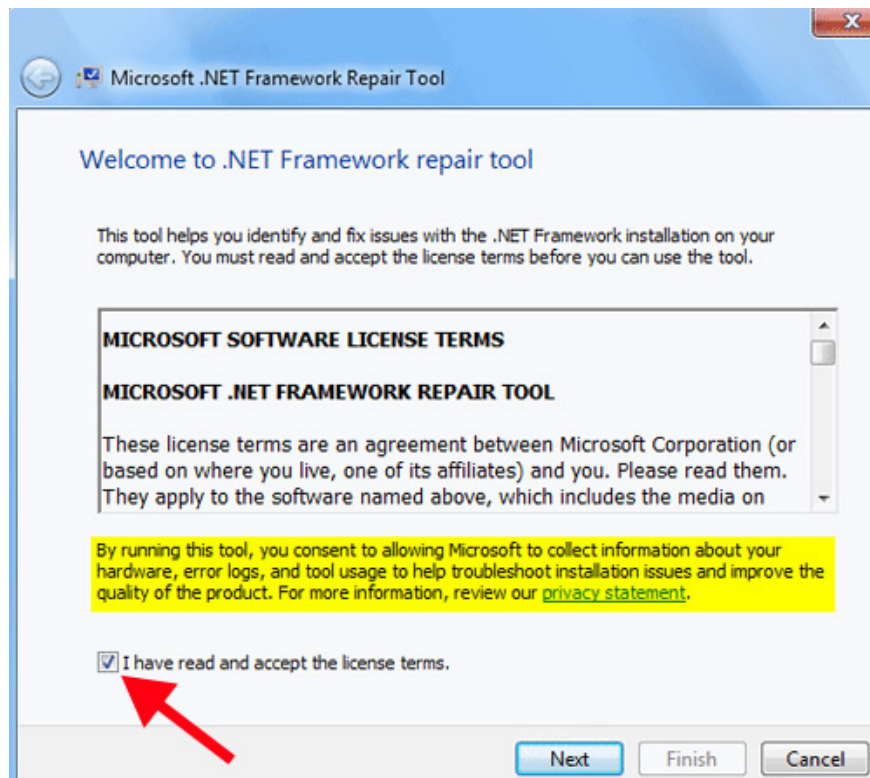 Microsoft .NET Framework Repair Tool
Welcome to .NET Framework repair tool
This tool helps you identify and fix issues with the .NET Framework installation on your
computer. You must read and accept the license terms before you can use the tool.
MICROSOFT SOFTWARE LICENSE TERMS
MICROSOFT .NET FRAMEWORK REPAIR TOOL
These license terms are an agreement between Microsoft Corporation (or
based on where you live, one of its affiliates) and you. Please read them.
They apply to the software named above, which includes the media on
By running this tool, you consent to allowing Microsoft to collect information about your
hardware, error logs, and tool usage to help troubleshoot installation issues and improve the
quality of the product. For more information, review our privacy statement.
I have read and accept the license terms.
Next Finish Cancel